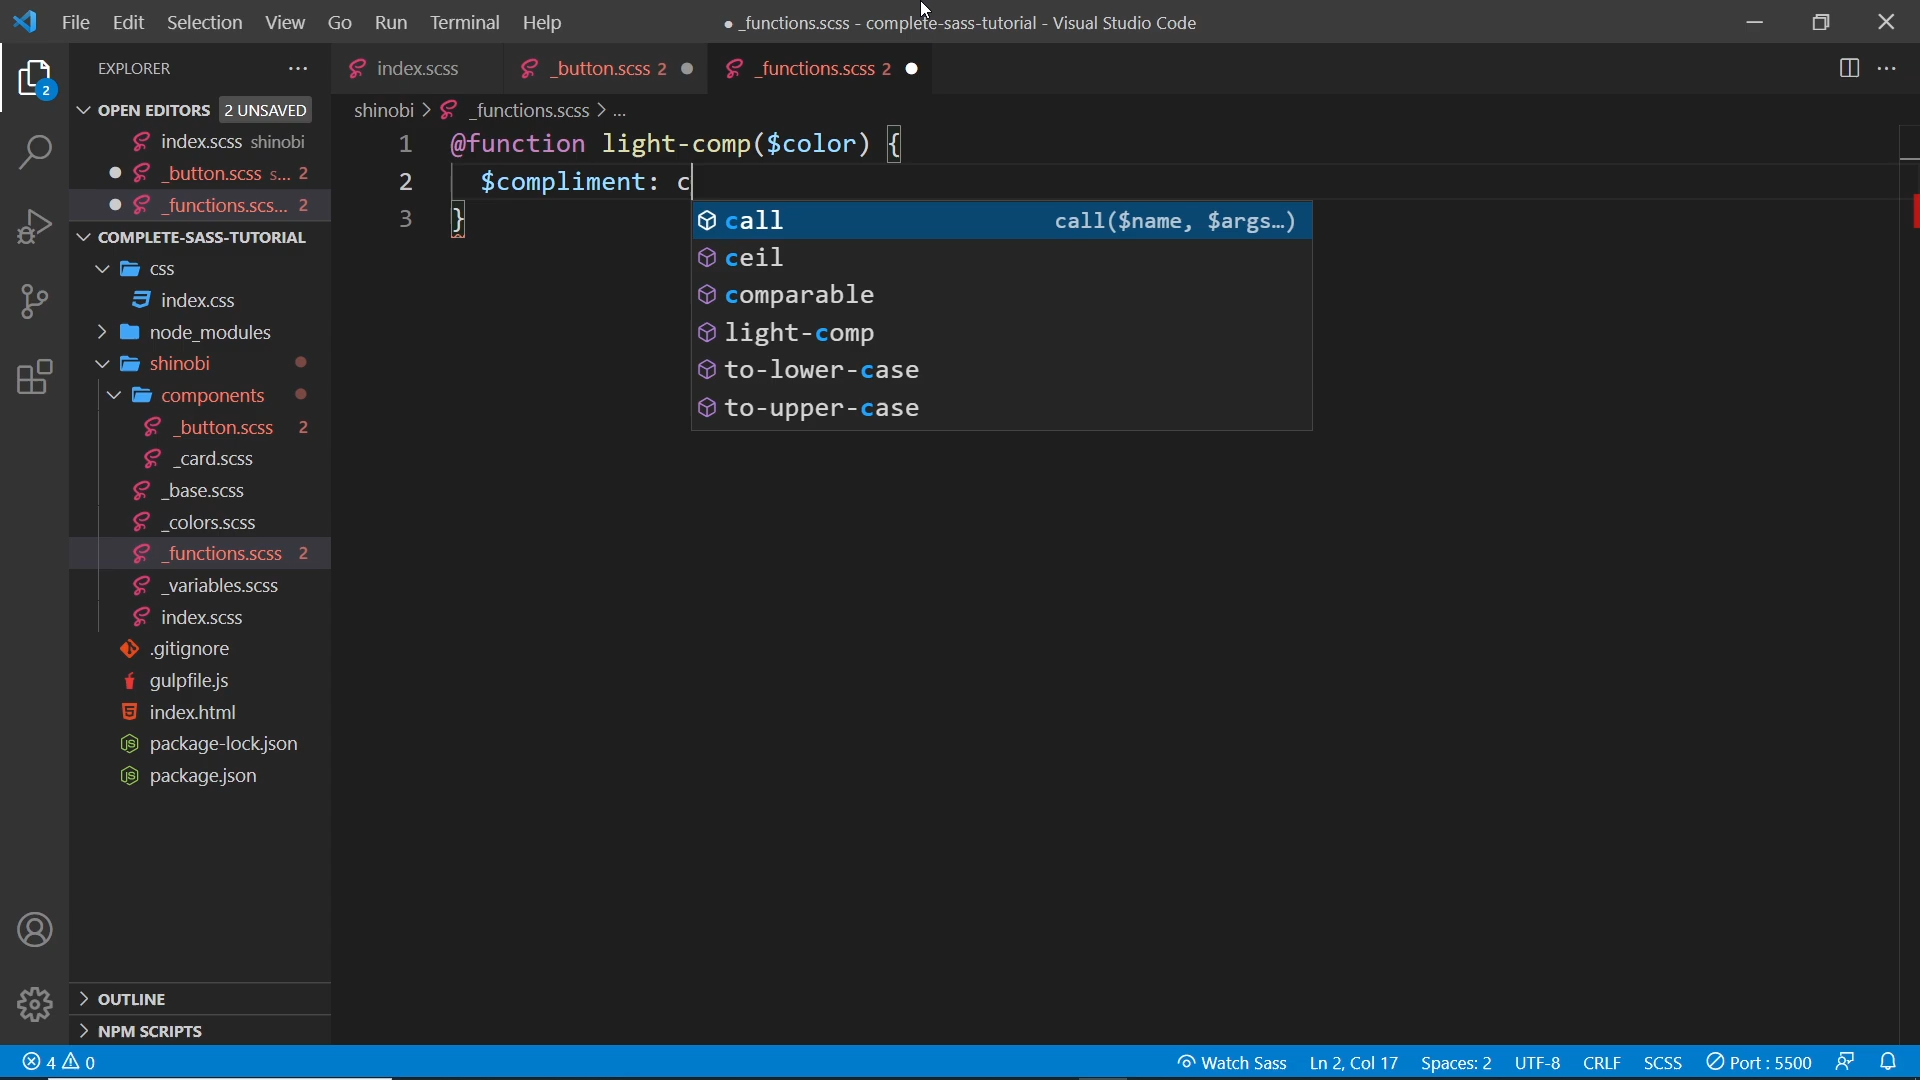 File Edit Selection View Go Run Terminal Help
● _functions.scss - complete-sass-tutorial - Visual Studio Code
EXPLORER ...
index.scss
_button.scss 2
_functions.scss 2
OPEN EDITORS 2 UNSAVED
index.scss shinobi
_button.scss s... 2
_functions.scs... 2
COMPLETE-SASS-TUTORIAL
css
index.css
node_modules
shinobi
components
_button.scss 2
_card.scss
_base.scss
_colors.scss
_functions.scss 2
_variables.scss
index.scss
.gitignore
gulpfile.js
index.html
package-lock.json
package.json
OUTLINE
NPM SCRIPTS
2
shinobi > _functions.scss > ...
1 @function light-comp($color) {
2 $compliment: c
3 }
call call($name, $args…)
ceil
comparable
light-comp
to-lower-case
to-upper-case
4 0
Watch Sass Ln 2, Col 17 Spaces: 2 UTF-8 CRLF SCSS Port : 5500